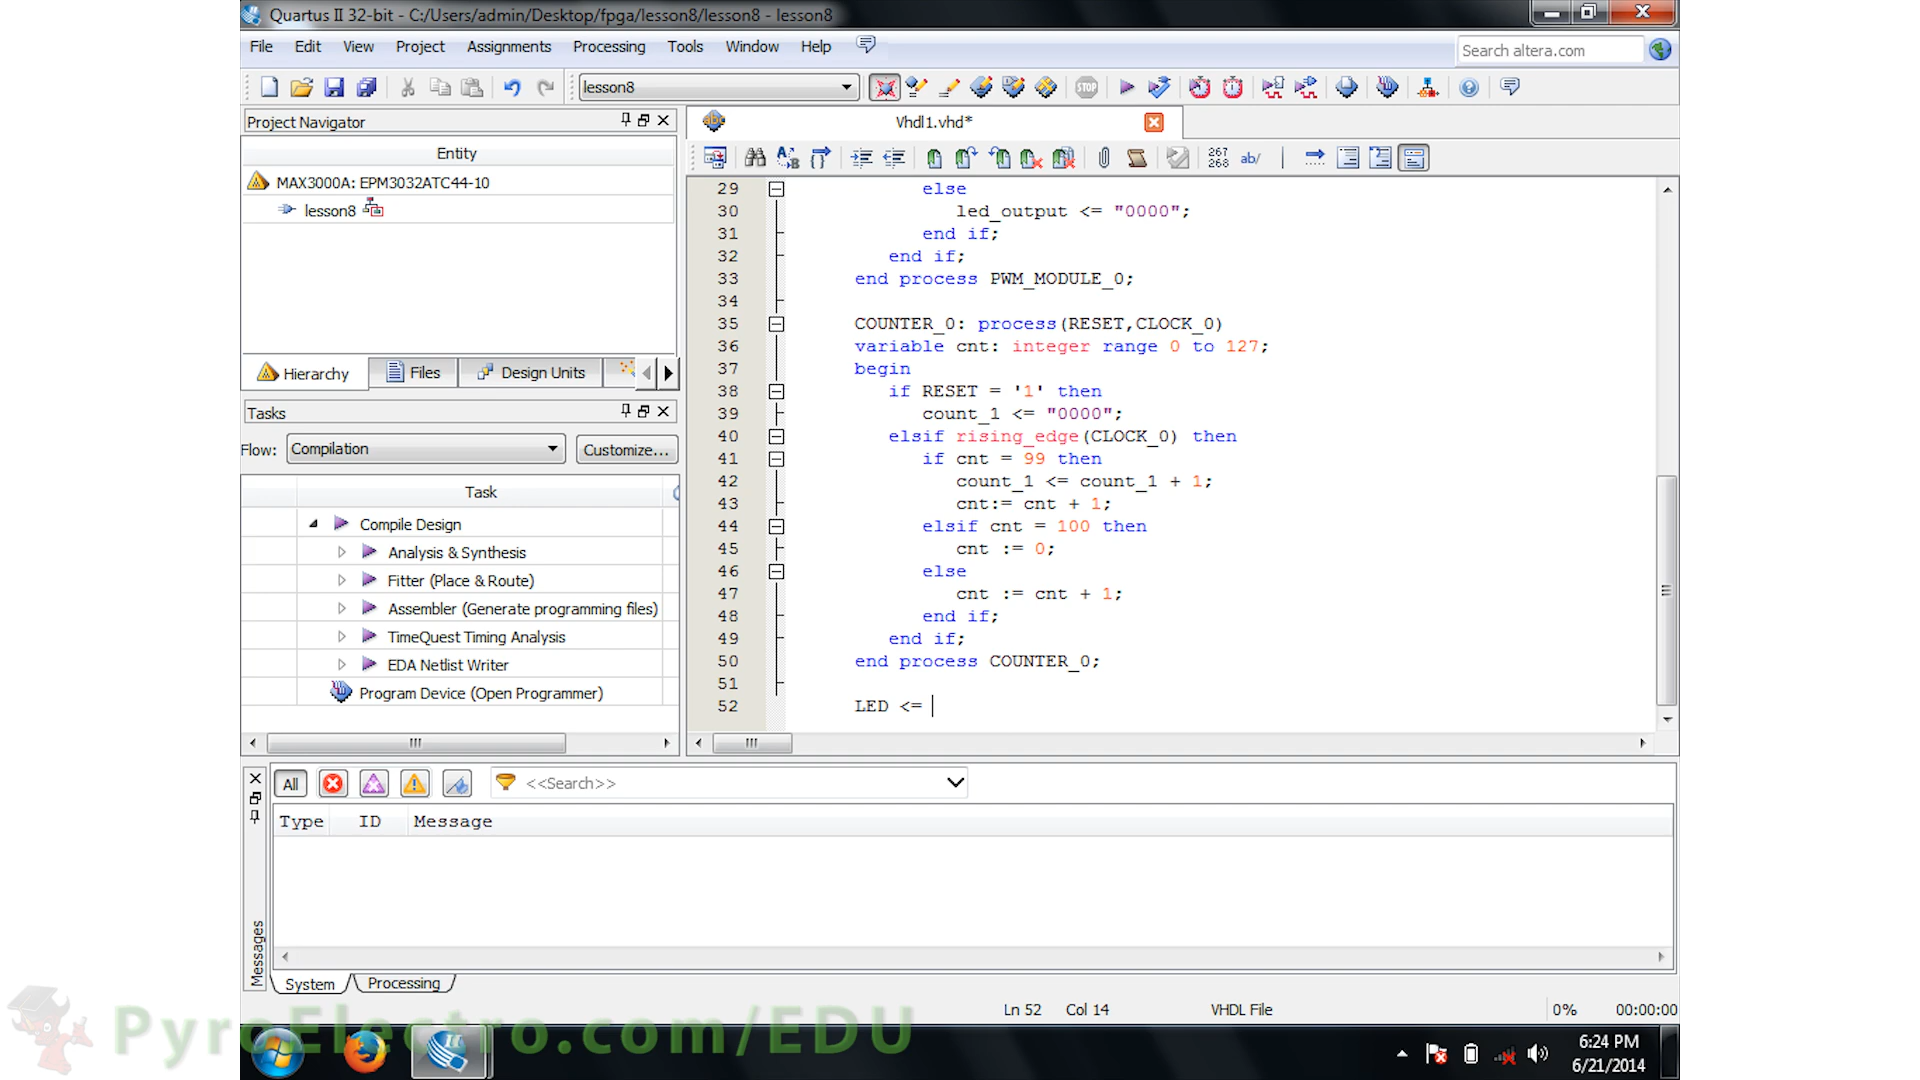 Quartus II 32-bit - C:/Users/admin/Desktop/fpga/lesson8/lesson8 - lesson8
File Edit View Project Assignments Processing Tools Window Help
Search altera.com
lesson8
STOP
Project Navigator
Entity
MAX3000A: EPM3032ATC44-10
lesson8
Hierarchy
Files
Design Units
Tasks
Flow: Compilation
Customize...
Task
Compile Design
Analysis & Synthesis
Fitter (Place & Route)
Assembler (Generate programming files)
TimeQuest Timing Analysis
EDA Netlist Writer
Program Device (Open Programmer)
Vhdl1.vhd*
267
268
ab/
29 else
30 led_output <= "0000";
31 end if;
32 end if;
33 end process PWM_MODULE_0;
34
35 COUNTER_0: process(RESET,CLOCK_0)
36 variable cnt: integer range 0 to 127;
37 begin
38 if RESET = '1' then
39 count_1 <= "0000";
40 elsif rising_edge(CLOCK_0) then
41 if cnt = 99 then
42 count_1 <= count_1 + 1;
43 cnt:= cnt + 1;
44 elsif cnt = 100 then
45 cnt := 0;
46 else
47 cnt := cnt + 1;
48 end if;
49 end if;
50 end process COUNTER_0;
51
52 LED <=
All
<<Search>>
Type ID Message
Messages
System
Processing
Ln 52 Col 14 VHDL File 0% 00:00:00
PyroElectro.com/EDU
6:24 PM
6/21/2014